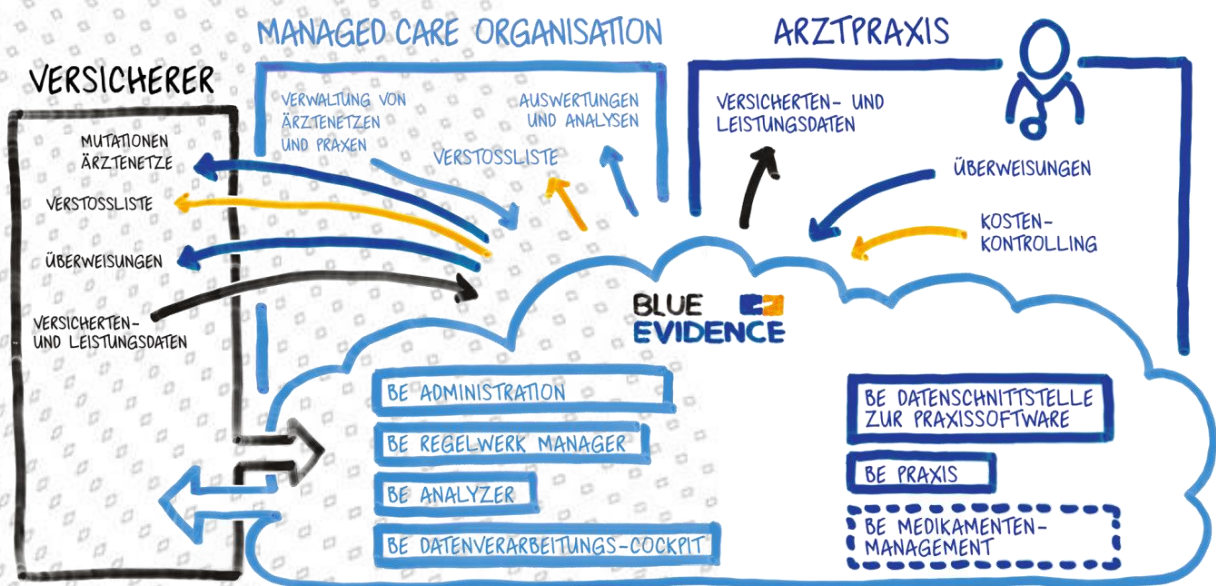 MANAGED CARE ORGANISATION
ARZTPRAXIS
VERSICHERER
MUTATIONEN
ÄRZTENETZE
VERSTOSSLISTE
ÜBERWEISUNGEN
VERSICHERTEN-
UND LEISTUNGSDATEN
VERWALTUNG VON
ÄRZTENETZEN
UND PRAXEN
VERSTOSSLISTE
AUSWERTUNGEN
UND ANALYSEN
VERSICHERTEN- UND
LEISTUNGSDATEN
ÜBERWEISUNGEN
KOSTEN-
KONTROLLING
BLUE
EVIDENCE
BE ADMINISTRATION
BE REGELWERK MANAGER
BE ANALYZER
BE DATENVERARBEITUNGS-COCKPIT
BE DATENSCHNITTSTELLE
ZUR PRAXISSOFTWARE
BE PRAXIS
BE MEDIKAMENTEN-
MANAGEMENT